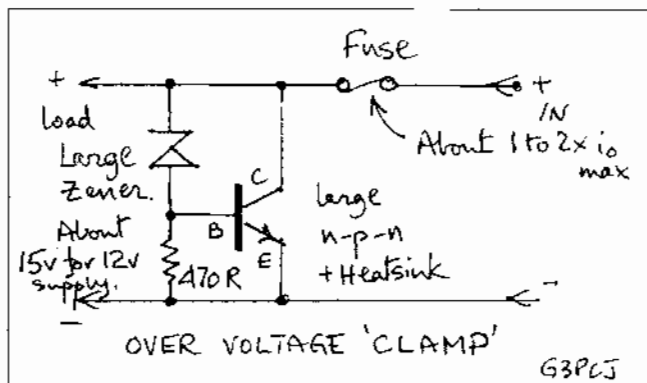 Fuse
+
+
IN
Load
About 1 to 2x io
max
Large
Zener.
C
B
E
large
n-p-n
+ Heatsink
About
15v for 12v
supply.
470R
-
-
OVER VOLTAGE 'CLAMP'
G3PCJ